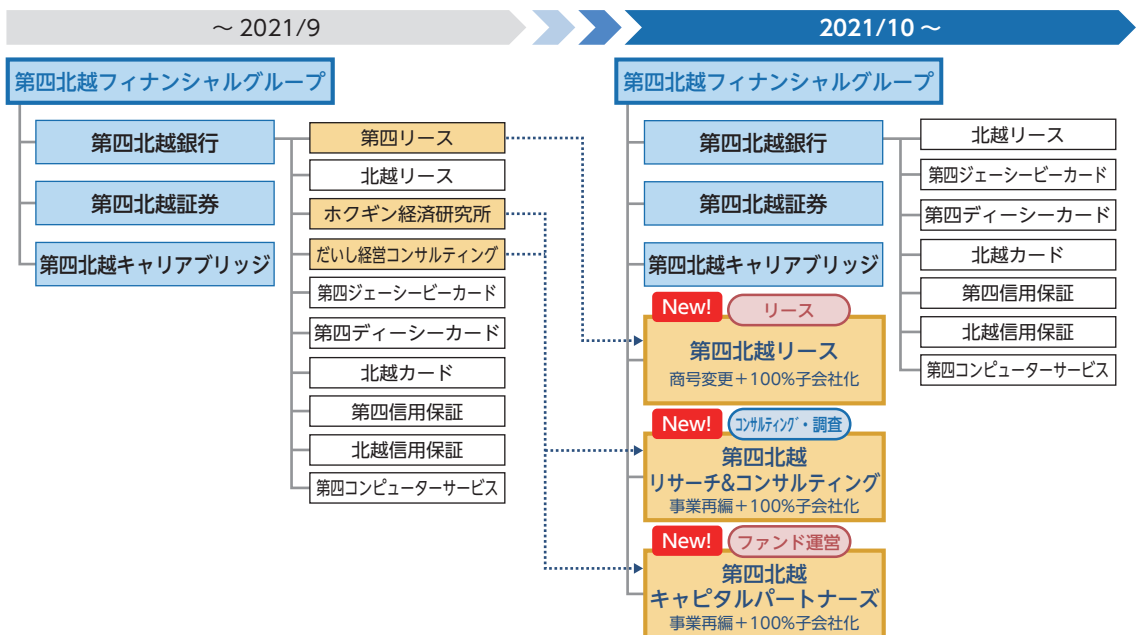 ～ 2021/9
第四北越フィナンシャルグループ
第四北越銀行
第四北越証券
第四北越キャリアブリッジ
第四リース
北越リース
ホクギン経済研究所
だいし経営コンサルティング
第四ジェーシービーカード
第四ディーシーカード
北越カード
第四信用保証
北越信用保証
第四コンピューターサービス
2021/10 ～
第四北越フィナンシャルグループ
第四北越銀行
第四北越証券
第四北越キャリアブリッジ
New! リース
第四北越リース
商号変更＋100%子会社化
New! ｺﾝｻﾙﾃｨﾝｸﾞ・調査
第四北越
リサーチ&コンサルティング
事業再編＋100%子会社化
New! ファンド運営
第四北越
キャピタルパートナーズ
事業再編＋100%子会社化
北越リース
第四ジェーシービーカード
第四ディーシーカード
北越カード
第四信用保証
北越信用保証
第四コンピューターサービス